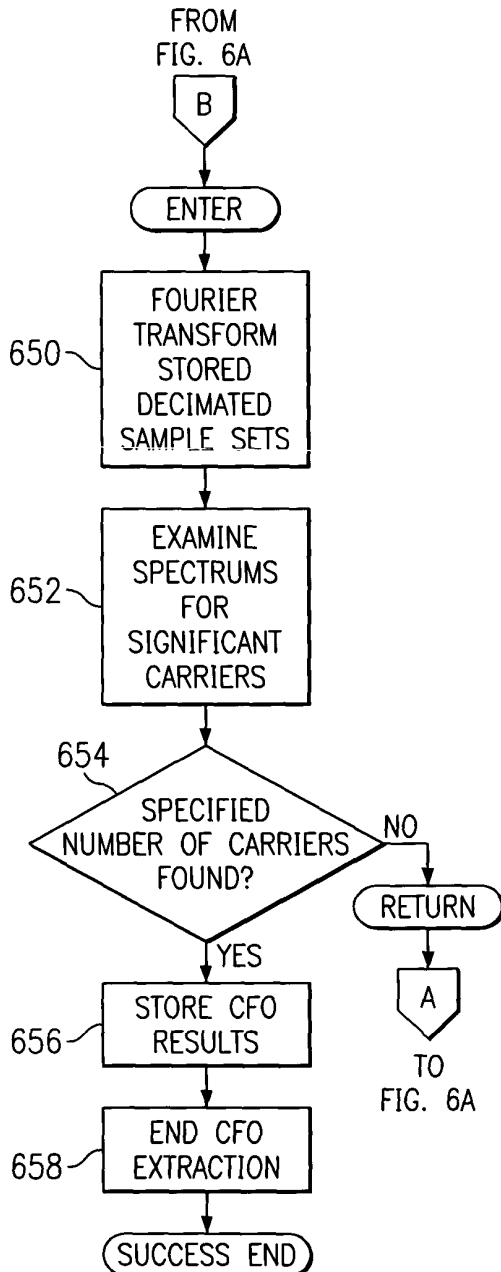 FROM
FIG. 6A
B
ENTER
650
FOURIER
TRANSFORM
STORED
DECIMATED
SAMPLE SETS
652
EXAMINE
SPECTRUMS
FOR
SIGNIFICANT
CARRIERS
654
SPECIFIED
NUMBER OF CARRIERS
FOUND?
NO
RETURN
A
TO
FIG. 6A
YES
656
STORE CFO
RESULTS
658
END CFO
EXTRACTION
SUCCESS END